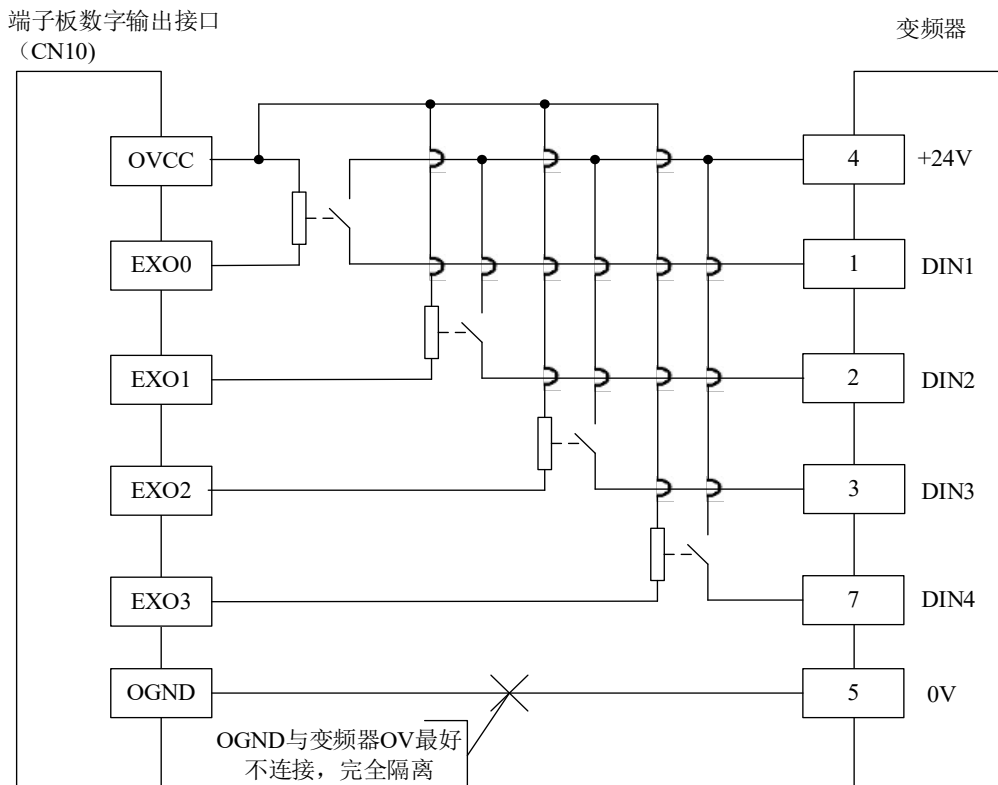 端子板数字输出接口
（CN10)
变频器
OVCC
4
+24V
EXO0
1
DIN1
EXO1
2
DIN2
EXO2
3
DIN3
EXO3
7
DIN4
OGND
5
0V
OGND与变频器OV最好
不连接，完全隔离